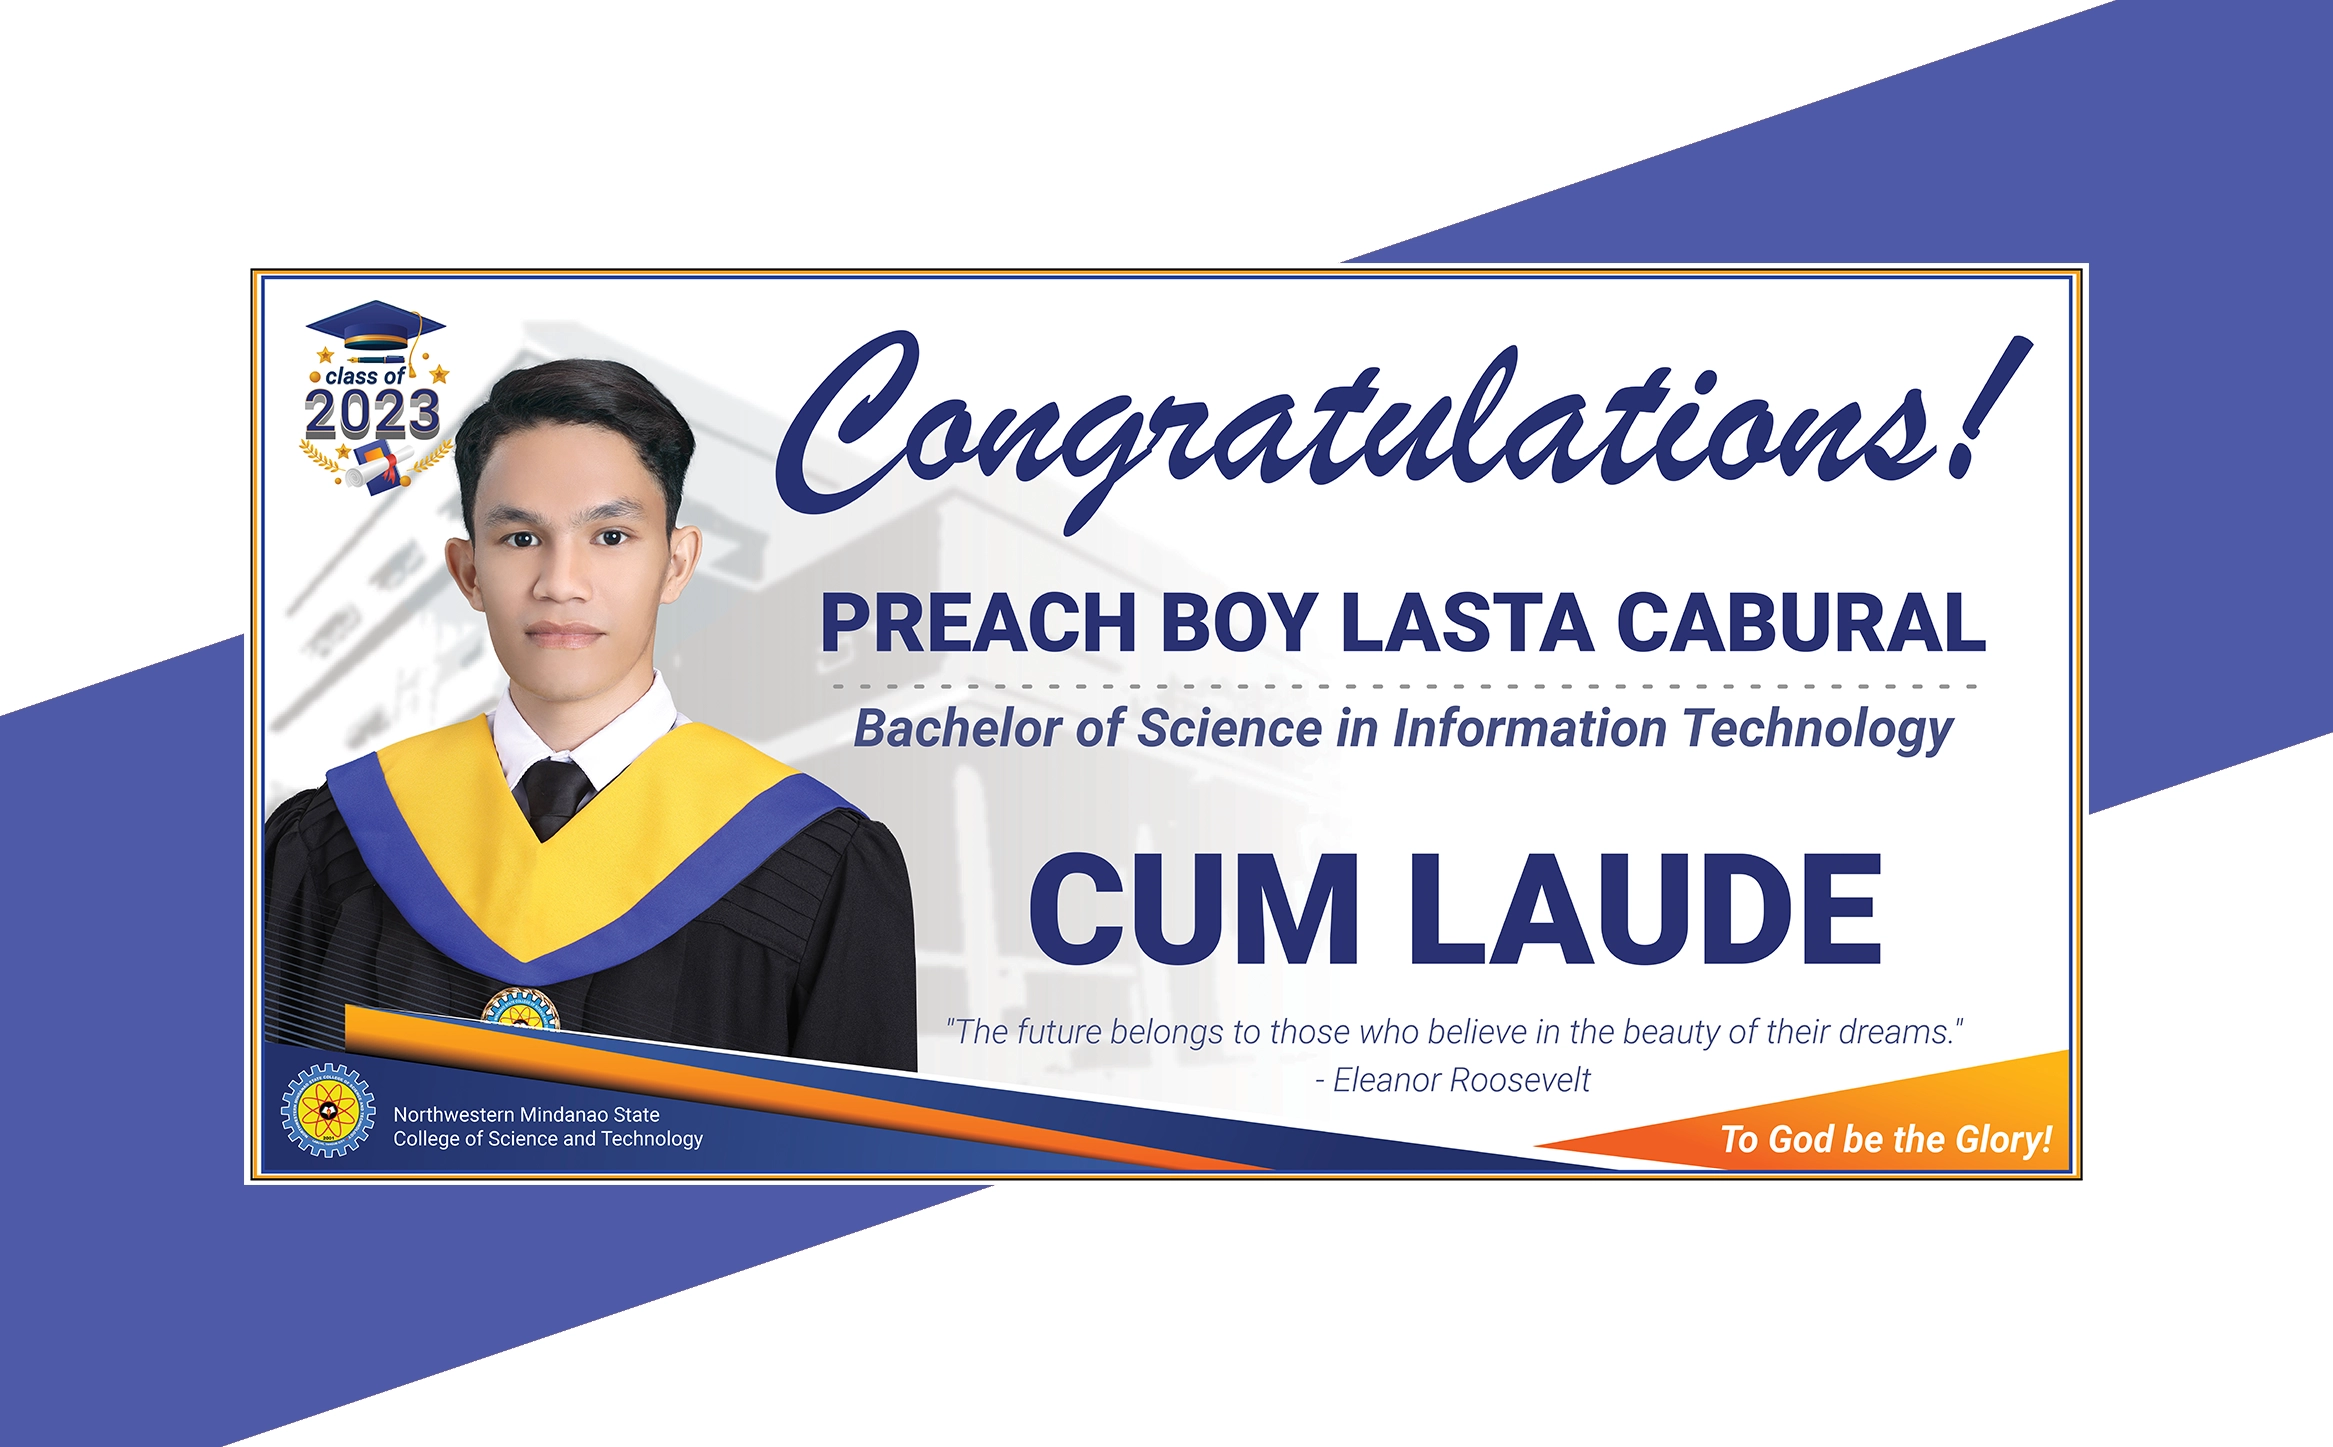 class of
2023
Congratulations!
PREACH BOY LASTA CABURAL
Bachelor of Science in Information Technology
CUM LAUDE
"The future belongs to those who believe in the beauty of their dreams."
- Eleanor Roosevelt
Northwestern Mindanao State
College of Science and Technology
To God be the Glory!